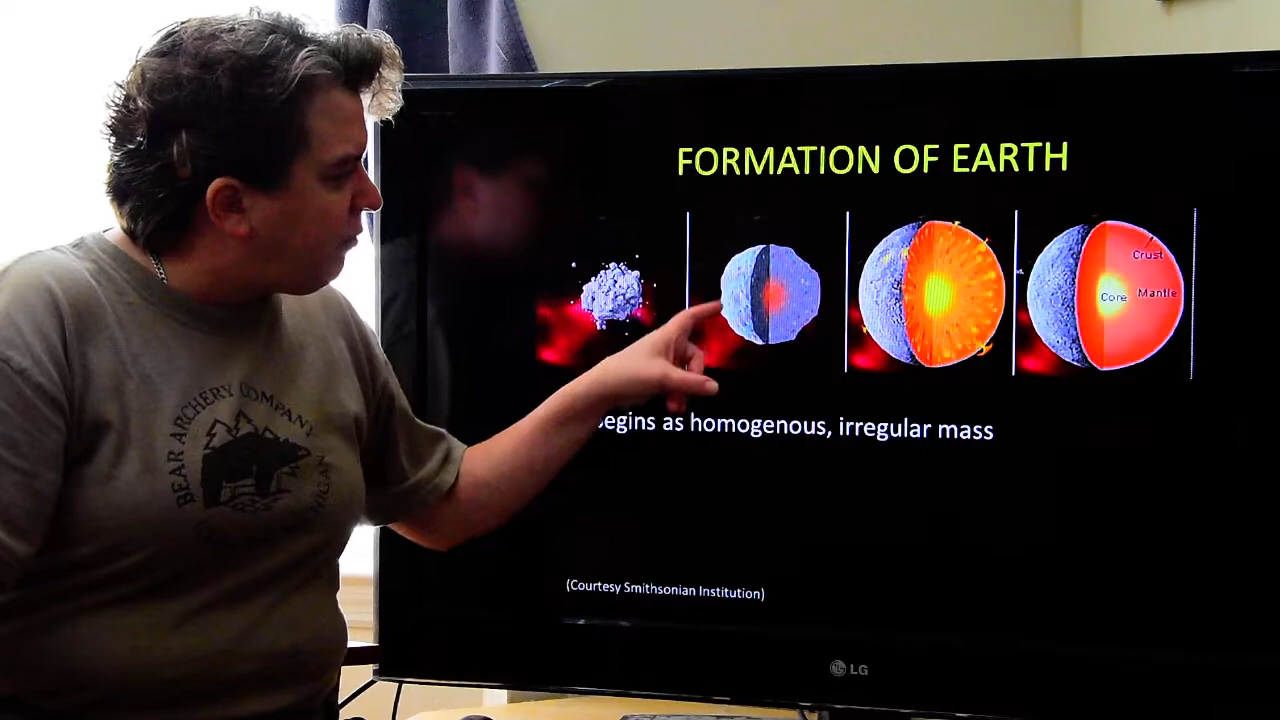 FORMATION OF EARTH
Crust
Core
Mantle
egins as homogenous, irregular mass
(Courtesy Smithsonian Institution)
LG
BEAR ARCHERY COMPANY